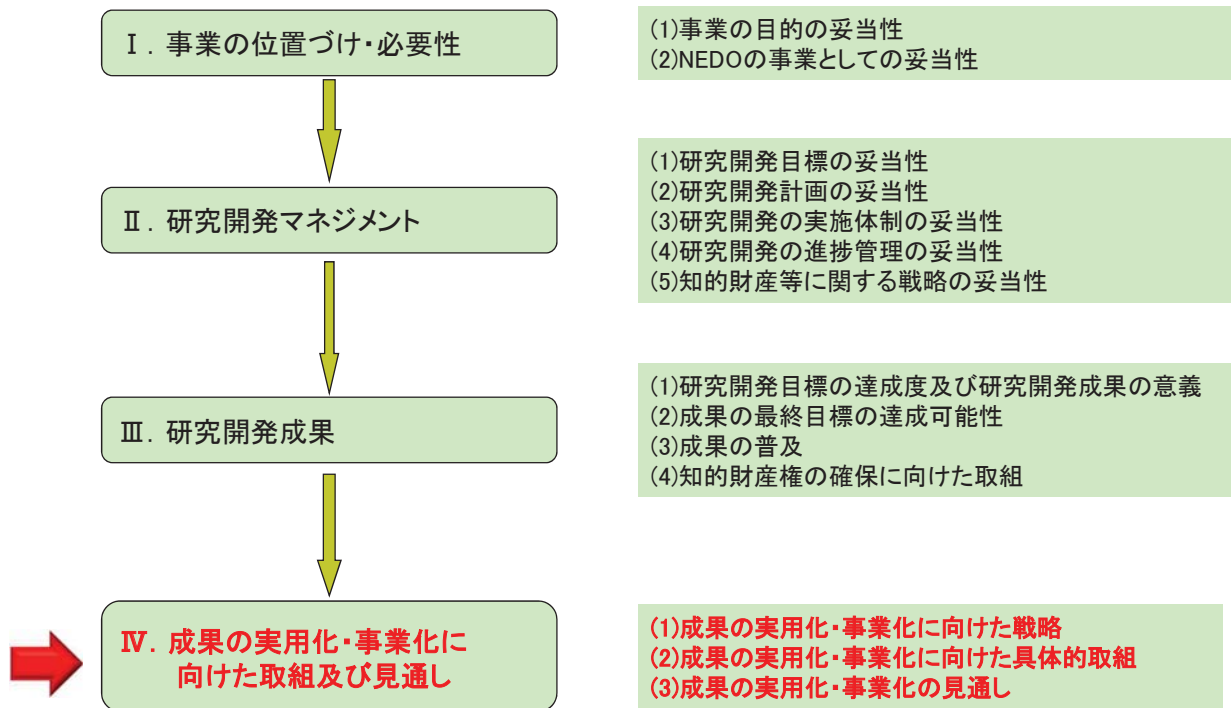 Ⅰ．事業の位置づけ・必要性
(1)事業の目的の妥当性
(2)NEDOの事業としての妥当性
Ⅱ．研究開発マネジメント
(1)研究開発目標の妥当性
(2)研究開発計画の妥当性
(3)研究開発の実施体制の妥当性
(4)研究開発の進捗管理の妥当性
(5)知的財産等に関する戦略の妥当性
Ⅲ．研究開発成果
(1)研究開発目標の達成度及び研究開発成果の意義
(2)成果の最終目標の達成可能性
(3)成果の普及
(4)知的財産権の確保に向けた取組
Ⅳ．成果の実用化・事業化に
向けた取組及び見通し
(1)成果の実用化・事業化に向けた戦略
(2)成果の実用化・事業化に向けた具体的取組
(3)成果の実用化・事業化の見通し